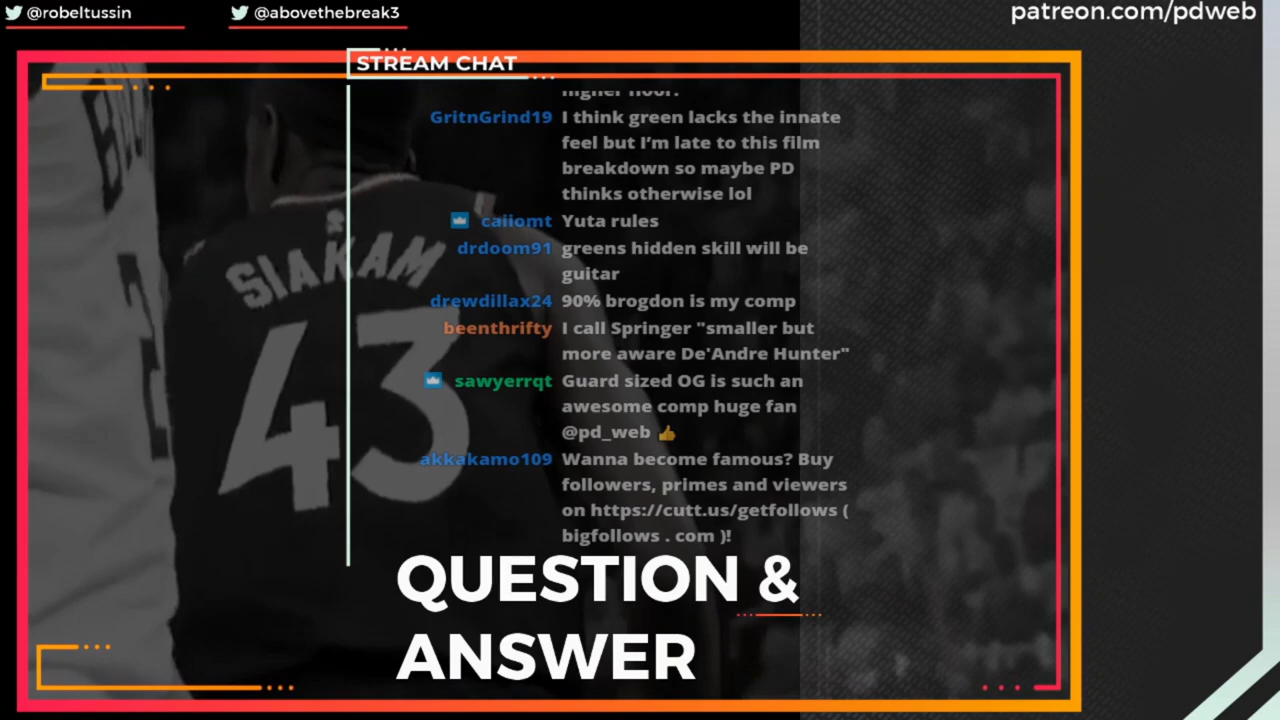 @robeltussin
@abovethebreak3
patreon.com/pdweb
STREAM CHAT
higher floor.
GritnGrind19 I think green lacks the innate
feel but I'm late to this film
breakdown so maybe PD
thinks otherwise lol
caiiomt Yuta rules
drdoom91 greens hidden skill will be
guitar
drewdillax24 90% brogdon is my comp
beenthrifty I call Springer "smaller but
more aware De'Andre Hunter"
sawyerrqt Guard sized OG is such an
awesome comp huge fan
@pd_web 👍
akkakamo109 Wanna become famous? Buy
followers, primes and viewers
on https://cutt.us/getfollows (
bigfollows . com )!
SIAKAM
43
QUESTION &
ANSWER